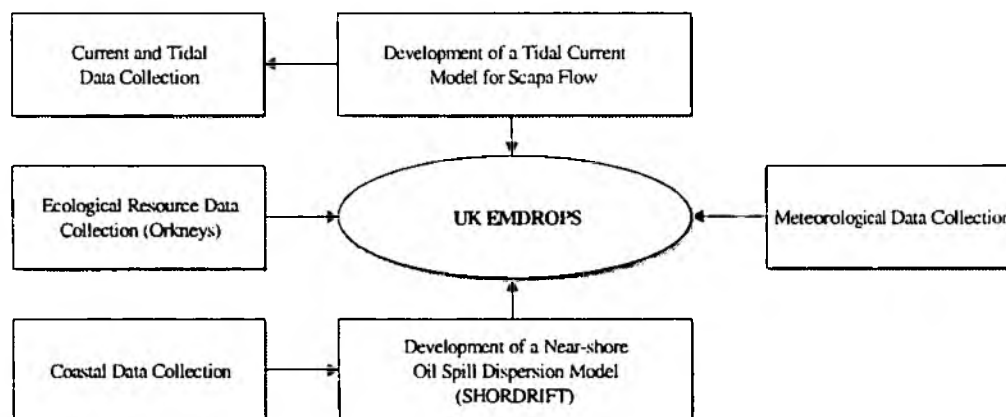 Current and Tidal
Data Collection
Development of a Tidal Current
Model for Scapa Flow
Ecological Resource Data
Collection (Orkneys)
UK EMDROPS
Meteorological Data Collection
Coastal Data Collection
Development of a Near-shore
Oil Spill Dispersion Model
(SHORDRIFT)